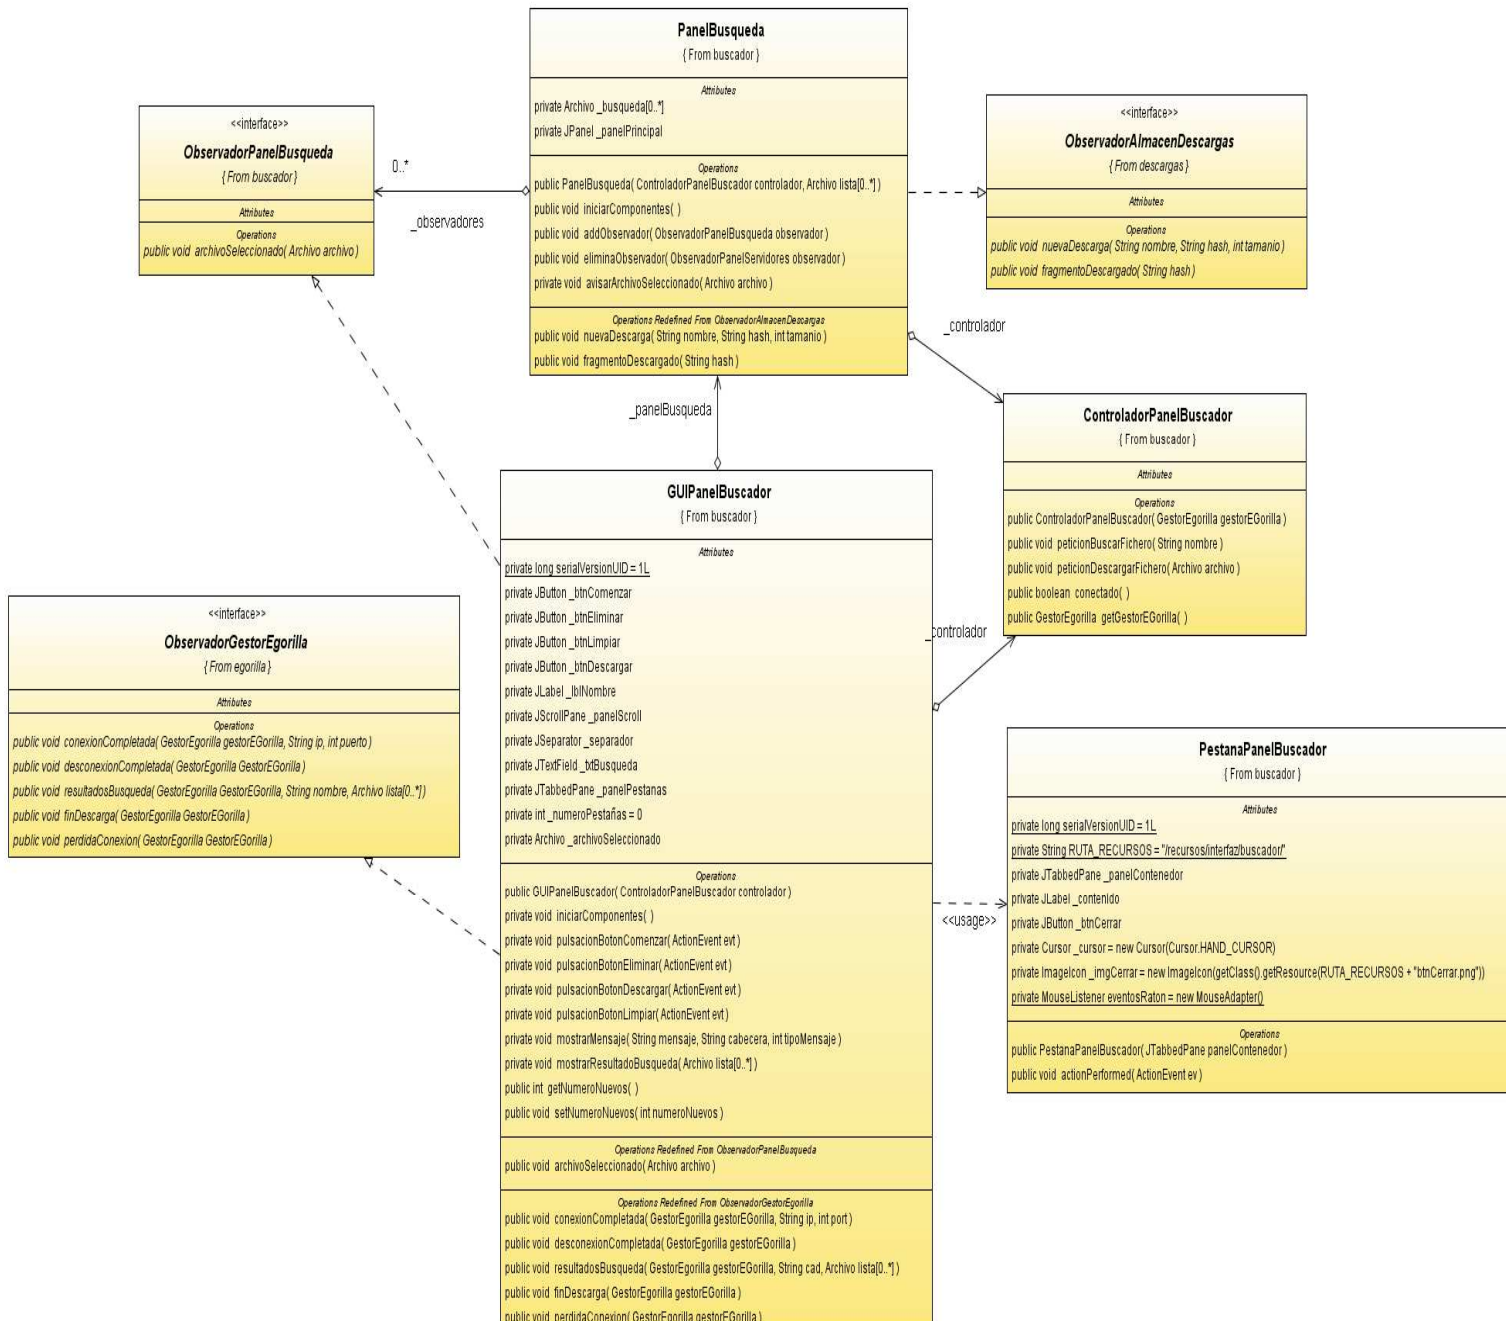 PanelBusqueda
{ From buscador }
Attributes
private Archivo _busqueda[0..*]
private JPanel _panelPrincipal
Operations
public PanelBusqueda( ControladorPanelBuscador controlador, Archivo lista[0..*] )
public void iniciarComponentes( )
public void addObservador( ObservadorPanelBusqueda observador )
public void eliminaObservador( ObservadorPanelServidores observador )
private void avisarArchivoSeleccionado( Archivo archivo )
Operations Redefined From ObservadorAlmacenDescargas
public void nuevaDescarga( String nombre, String hash, int tamanio )
public void fragmentoDescargado( String hash )
<<interface>>
ObservadorPanelBusqueda
{ From buscador }
Attributes
Operations
public void archivoSeleccionado( Archivo archivo )
0..*
_observadores
<<interface>>
ObservadorAlmacenDescargas
{ From descargas }
Attributes
Operations
public void nuevaDescarga( String nombre, String hash, int tamanio )
public void fragmentoDescargado( String hash )
_controlador
_panelBusqueda
ControladorPanelBuscador
{ From buscador }
Attributes
Operations
public ControladorPanelBuscador( GestorEgorilla gestorEGorilla )
public void peticionBuscarFichero( String nombre )
public void peticionDescargarFichero( Archivo archivo )
public boolean conectado( )
public GestorEgorilla getGestorEGorilla( )
GUIPanelBuscador
{ From buscador }
Attributes
private long serialVersionUID = 1L
private JButton _btnComenzar
private JButton _btnEliminar
private JButton _btnLimpiar
private JButton _btnDescargar
private JLabel _lblNombre
private JScrollPane _panelScroll
private JSeparator _separador
private JTextField _txtBusqueda
private JTabbedPane _panelPestanas
private int _numeroPestañas = 0
private Archivo _archivoSeleccionado
Operations
public GUIPanelBuscador( ControladorPanelBuscador controlador )
private void iniciarComponentes( )
private void pulsacionBotonComenzar( ActionEvent evt )
private void pulsacionBotonEliminar( ActionEvent evt )
private void pulsacionBotonDescargar( ActionEvent evt )
private void pulsacionBotonLimpiar( ActionEvent evt )
private void mostrarMensaje( String mensaje, String cabecera, int tipoMensaje )
private void mostrarResultadoBusqueda( Archivo lista[0..*] )
public int getNumeroNuevos( )
public void setNumeroNuevos( int numeroNuevos )
Operations Redefined From ObservadorPanelBusqueda
public void archivoSeleccionado( Archivo archivo )
Operations Redefined From ObservadorGestorEgorilla
public void conexionCompletada( GestorEgorilla gestorEGorilla, String ip, int port )
public void desconexionCompletada( GestorEgorilla gestorEGorilla )
public void resultadosBusqueda( GestorEgorilla gestorEGorilla, String cad, Archivo lista[0..*] )
public void finDescarga( GestorEgorilla gestorEGorilla )
public void perdidaConexion( GestorEgorilla gestorEGorilla )
_controlador
<<interface>>
ObservadorGestorEgorilla
{ From egorilla }
Attributes
Operations
public void conexionCompletada( GestorEgorilla gestorEGorilla, String ip, int puerto )
public void desconexionCompletada( GestorEgorilla GestorEGorilla )
public void resultadosBusqueda( GestorEgorilla GestorEGorilla, String nombre, Archivo lista[0..*] )
public void finDescarga( GestorEgorilla GestorEGorilla )
public void perdidaConexion( GestorEgorilla GestorEGorilla )
<<usage>>
PestanaPanelBuscador
{ From buscador }
Attributes
private long serialVersionUID = 1L
private String RUTA_RECURSOS = "/recursos/interfaz/buscador/"
private JTabbedPane _panelContenedor
private JLabel _contenido
private JButton _btnCerrar
private Cursor _cursor = new Cursor(Cursor.HAND_CURSOR)
private ImageIcon _imgCerrar = new ImageIcon(getClass().getResource(RUTA_RECURSOS + "btnCerrar.png"))
private MouseListener eventosRaton = new MouseAdapter()
Operations
public PestanaPanelBuscador( JTabbedPane panelContenedor )
public void actionPerformed( ActionEvent ev )